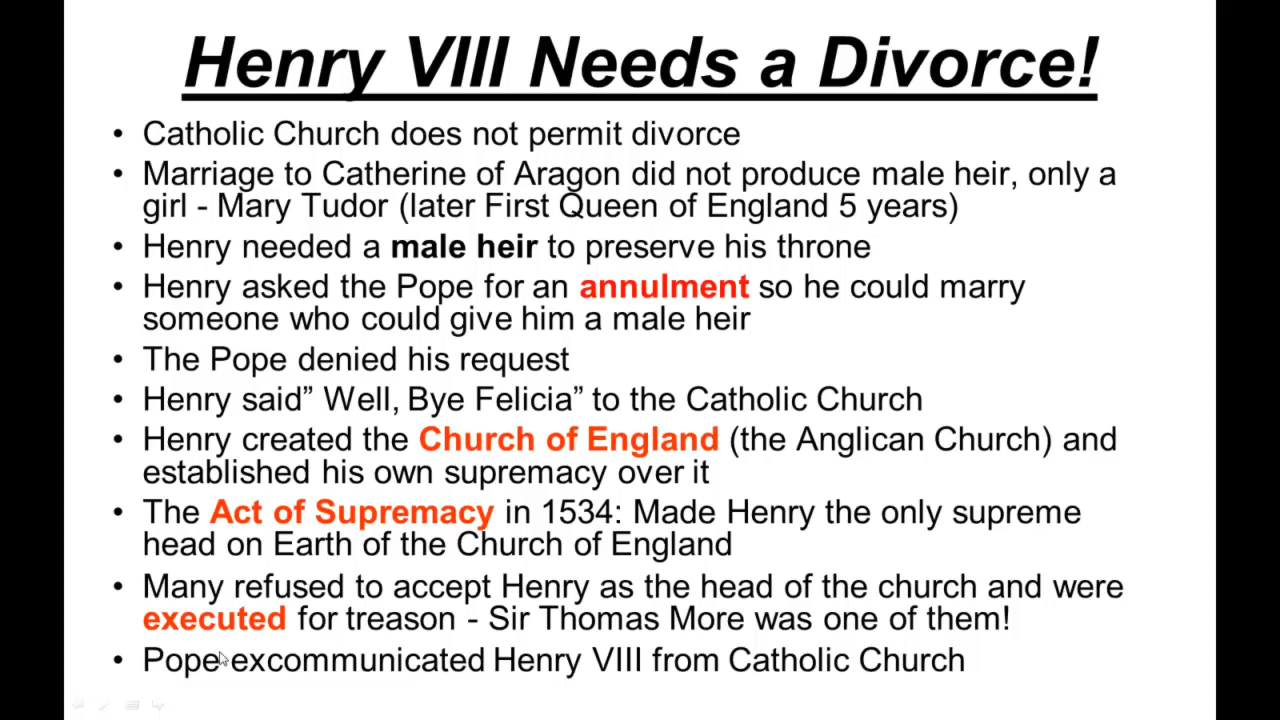 Henry VIII Needs a Divorce!
• Catholic Church does not permit divorce
• Marriage to Catherine of Aragon did not produce male heir, only a
girl - Mary Tudor (later First Queen of England 5 years)
• Henry needed a male heir to preserve his throne
• Henry asked the Pope for an annulment so he could marry
someone who could give him a male heir
• The Pope denied his request
• Henry said” Well, Bye Felicia” to the Catholic Church
• Henry created the Church of England (the Anglican Church) and
established his own supremacy over it
• The Act of Supremacy in 1534: Made Henry the only supreme
head on Earth of the Church of England
• Many refused to accept Henry as the head of the church and were
executed for treason - Sir Thomas More was one of them!
• Pope excommunicated Henry VIII from Catholic Church